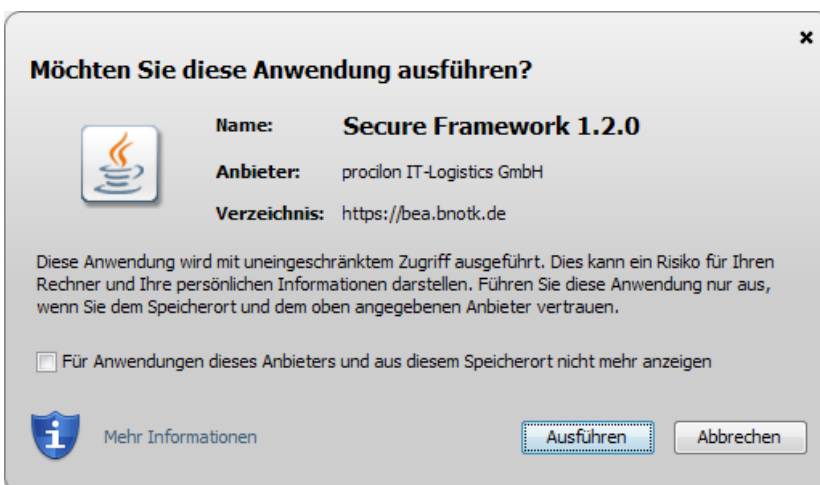 Möchten Sie diese Anwendung ausführen?
Name: Secure Framework 1.2.0
Anbieter: procilon IT-Logistics GmbH
Verzeichnis: https://bea.bnotk.de
Diese Anwendung wird mit uneingeschränktem Zugriff ausgeführt. Dies kann ein Risiko für Ihren
Rechner und Ihre persönlichen Informationen darstellen. Führen Sie diese Anwendung nur aus,
wenn Sie dem Speicherort und dem oben angegebenen Anbieter vertrauen.
Für Anwendungen dieses Anbieters und aus diesem Speicherort nicht mehr anzeigen
Mehr Informationen Ausführen Abbrechen